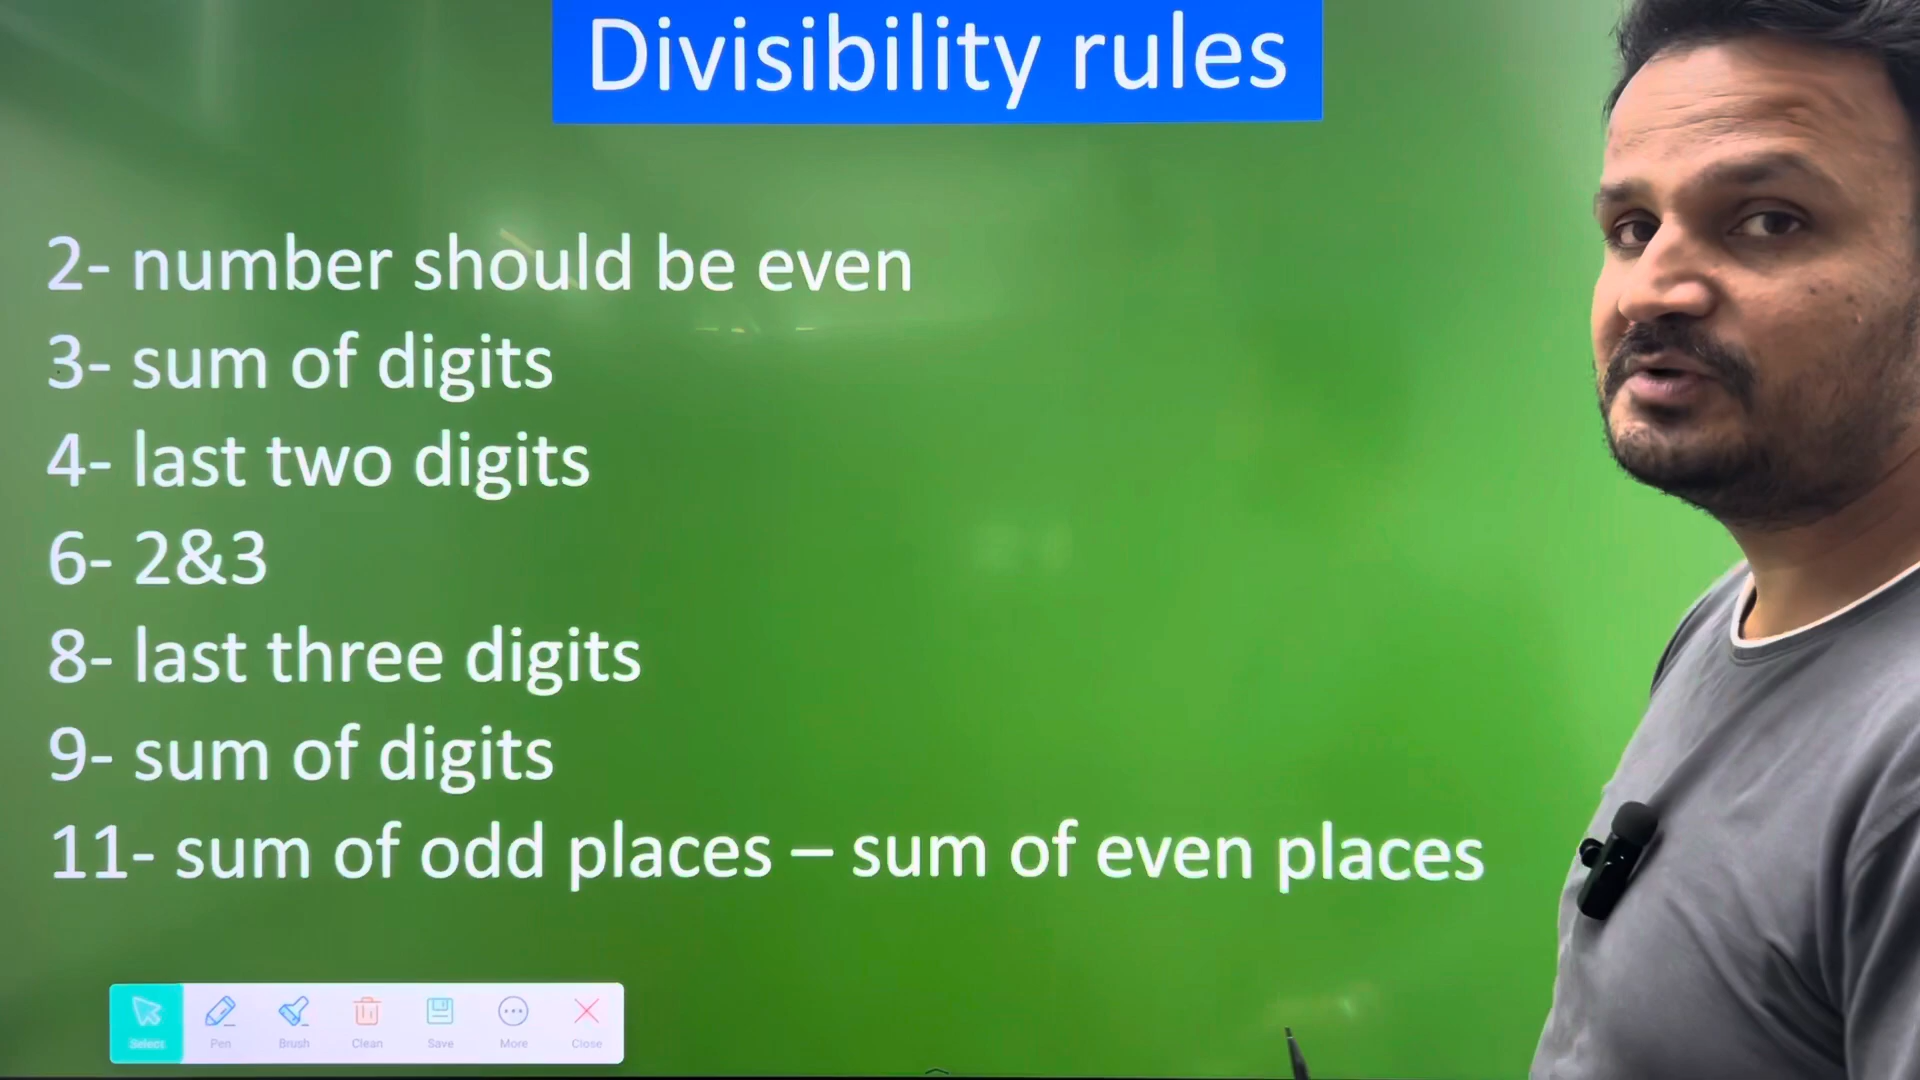 Divisibility rules
2- number should be even
3- sum of digits
4- last two digits
6- 2&3
8- last three digits
9- sum of digits
11- sum of odd places – sum of even places
Select Pen Brush Clean Save More Close